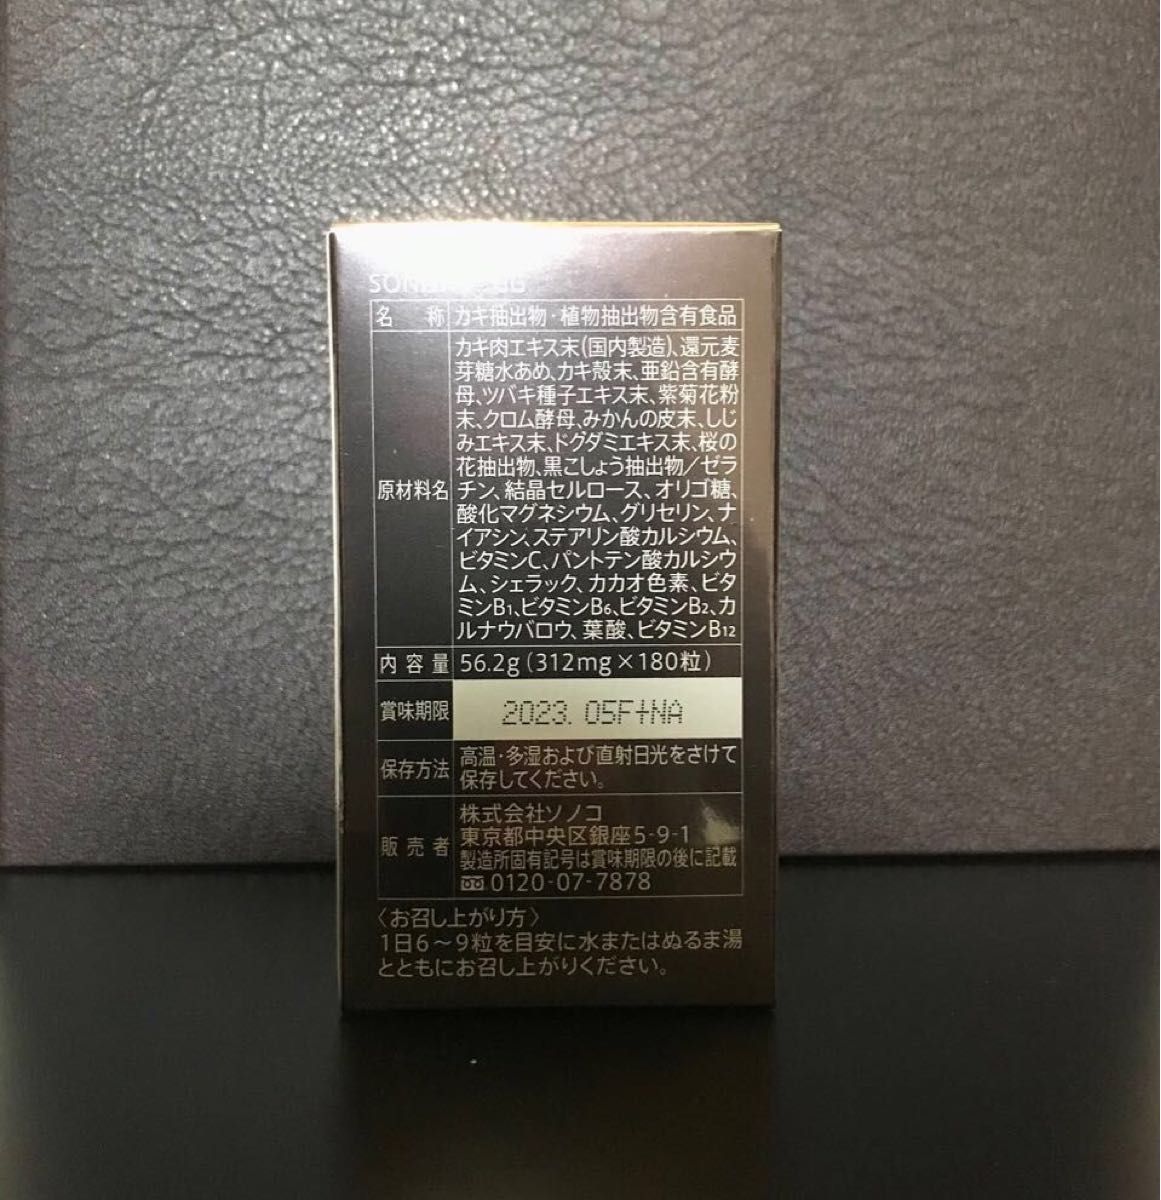 名称 カキ抽出物・植物抽出物含有食品
原材料名
カキ肉エキス末(国内製造)、還元麦
芽糖水あめ、カキ殻末、亜鉛含有酵
母、ツバキ種子エキス末、紫菊花粉
末、クロム酵母、みかんの皮末、しじ
みエキス末、ドクダミエキス末、桜の
花抽出物、黒こしょう抽出物/ゼラ
チン、結晶セルロース、オリゴ糖、
酸化マグネシウム、グリセリン、ナ
イアシン、ステアリン酸カルシウム、
ビタミンC、パントテン酸カルシウ
ム、シェラック、カカオ色素、ビタ
ミンB1、ビタミンB6、ビタミンB2、カ
ルナウバロウ、葉酸、ビタミンB12
内容量 56.2g(312mg×180粒)
賞味期限 2023. 05F+NA
保存方法
高温・多湿および直射日光をさけて
保存してください。
販売者
株式会社ソノコ
東京都中央区銀座5-9-1
製造所固有記号は賞味期限の後に記載
0120-07-7878
〈お召し上がり方〉
1日6〜9粒を目安に水またはぬるま湯
とともにお召し上がりください。